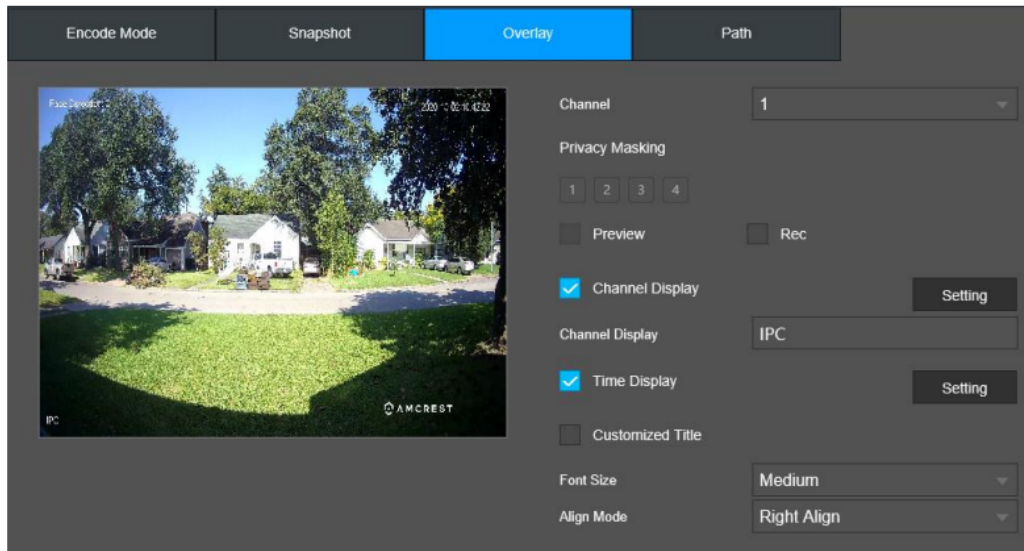 Encode Mode Snapshot Overlay Path
Channel 1
Privacy Masking
1 2 3 4
Preview Rec
Channel Display Setting
Channel Display IPC
Time Display Setting
Customized Title
Font Size Medium
Align Mode Right Align
AMCREST
IPC